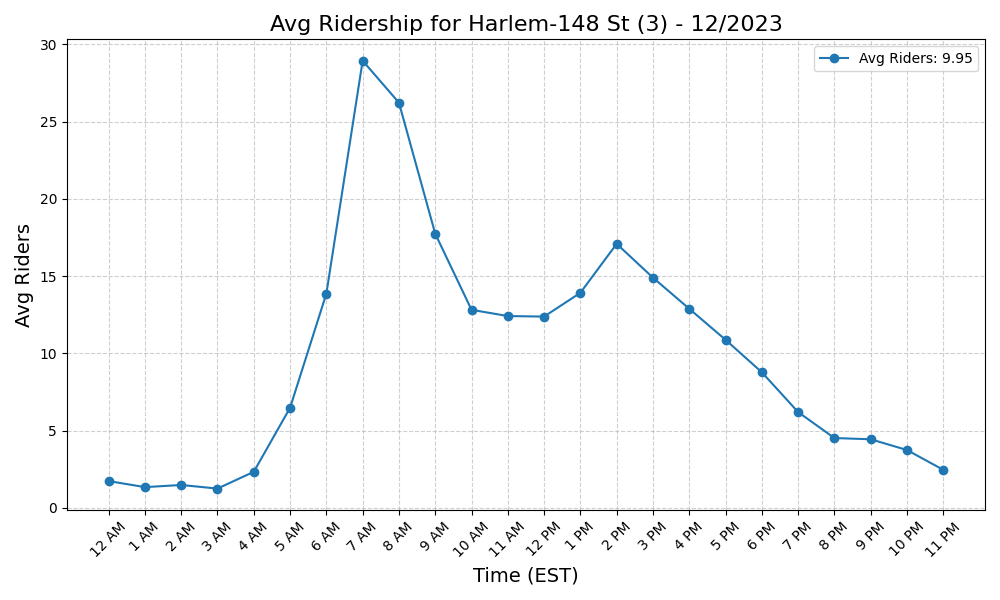 Avg Ridership for Harlem-148 St (3) - 12/2023
Avg Riders: 9.95
Avg Riders
30
25
20
15
10
5
0
12 AM
1 AM
2 AM
3 AM
4 AM
5 AM
6 AM
7 AM
8 AM
9 AM
10 AM
11 AM
12 PM
1 PM
2 PM
3 PM
4 PM
5 PM
6 PM
7 PM
8 PM
9 PM
10 PM
11 PM
Time (EST)